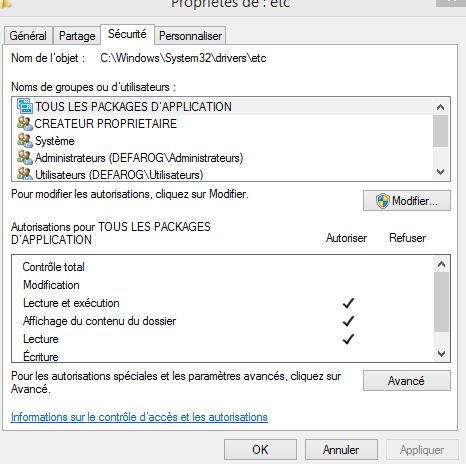 Propriétés de : etc
Général Partage Sécurité Personnaliser
Nom de l'objet : C:\Windows\System32\drivers\etc
Noms de groupes ou d'utilisateurs :
TOUS LES PACKAGES D'APPLICATION
CREATEUR PROPRIETAIRE
Système
Administrateurs (DEFAROG\Administrateurs)
Utilisateurs (DEFAROG\Utilisateurs)
Pour modifier les autorisations, cliquez sur Modifier.
Modifier...
Autorisations pour TOUS LES PACKAGES
D'APPLICATION Autoriser Refuser
Contrôle total
Modification
Lecture et exécution
Affichage du contenu du dossier
Lecture
Écriture
Pour les autorisations spéciales et les paramètres avancés, cliquez sur
Avancé.
Avancé
Informations sur le contrôle d'accès et les autorisations
OK Annuler Appliquer